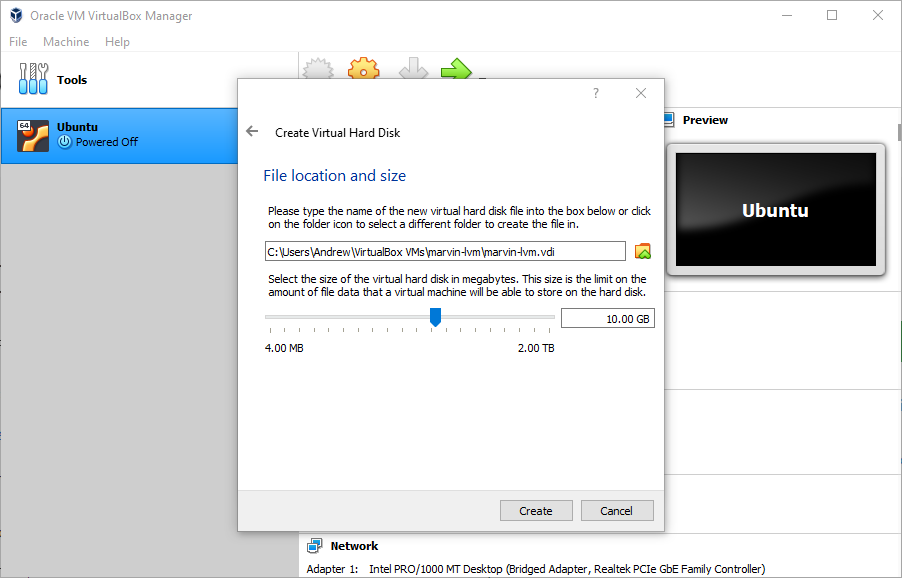 Oracle VM VirtualBox Manager
File Machine Help
Tools
64
Ubuntu
Powered Off
?
Create Virtual Hard Disk
File location and size
Please type the name of the new virtual hard disk file into the box below or click
on the folder icon to select a different folder to create the file in.
C:\Users\Andrew\VirtualBox VMs\marvin-lvm\marvin-lvm.vdi
Select the size of the virtual hard disk in megabytes. This size is the limit on the
amount of file data that a virtual machine will be able to store on the hard disk.
10.00 GB
4.00 MB
2.00 TB
Create
Cancel
Preview
Ubuntu
Network
Adapter 1: Intel PRO/1000 MT Desktop (Bridged Adapter, Realtek PCIe GbE Family Controller)